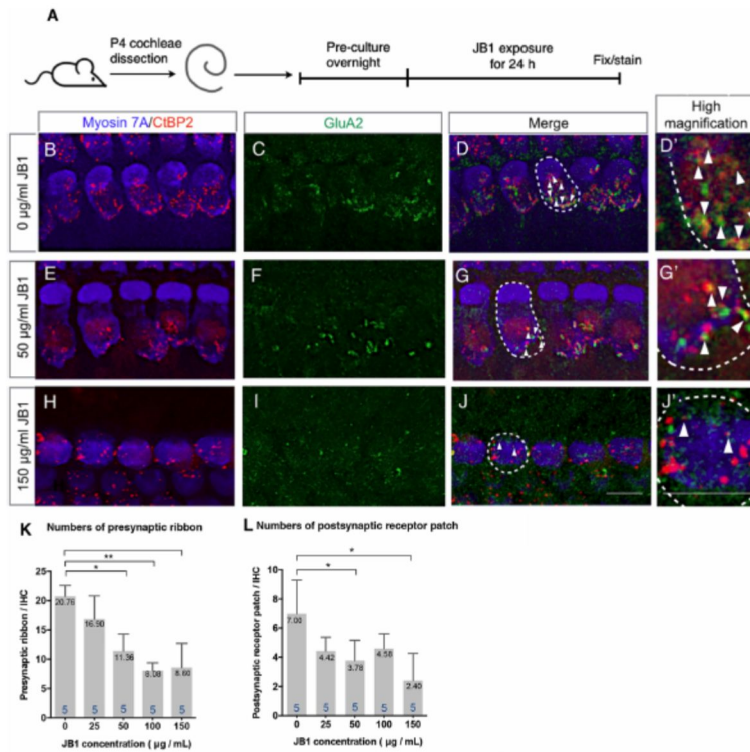 A
P4 cochleae
dissection
Pre-culture
overnight
JB1 exposure
for 24 h
Fix/stain
Myosin 7A/CtBP2
GluA2
Merge
High
magnification
0 µg/ml JB1
B
C
D
D'
50 µg/ml JB1
E
F
G
G'
150 µg/ml JB1
H
I
J
J'
K Numbers of presynaptic ribbon
**
*
Presynaptic ribbon / IHC
25
20
15
10
5
0
20.76
16.90
11.36
8.08
8.60
5 5 5 5 5
0 25 50 100 150
JB1 concentration ( µg / mL)
L Numbers of postsynaptic receptor patch
*
*
Postsynaptic receptor patch / IHC
10
8
6
4
2
0
7.00
4.42
3.78
4.58
2.40
5 5 5 5 5
0 25 50 100 150
JB1 concentration ( µg / mL)